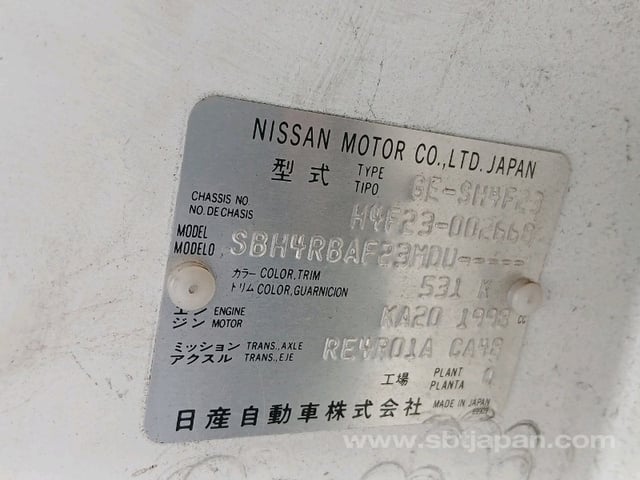 NISSAN MOTOR CO.,LTD. JAPAN
型式 TYPE TIPO GE-SH4F23
CHASSIS NO. NO. DE CHASIS H4F23-002668
MODEL MODELO SBH4RBAF23MDU-----
カラー COLOR,TRIM トリム COLOR,GUARNICION 531 K
エンジン ENGINE MOTOR KA20 1998 cc
ミッション TRANS.,AXLE アクスル TRANS.,EJE RE4R01A CA48
工場 PLANT PLANTA Q
日産自動車株式会社 MADE IN JAPAN
www.sbtjapan.com